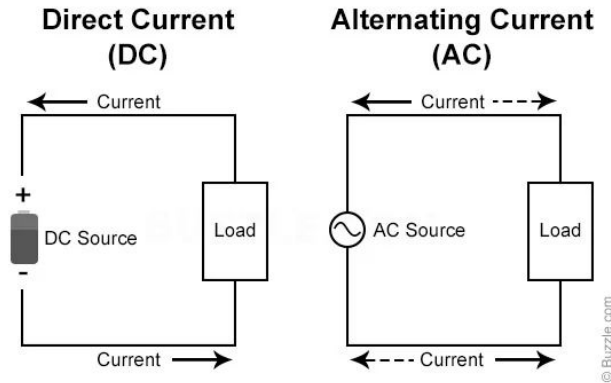 Direct Current
(DC)
Current
+
DC Source
-
Load
Current
Alternating Current
(AC)
Current
AC Source
Load
Current
© Buzzle.com